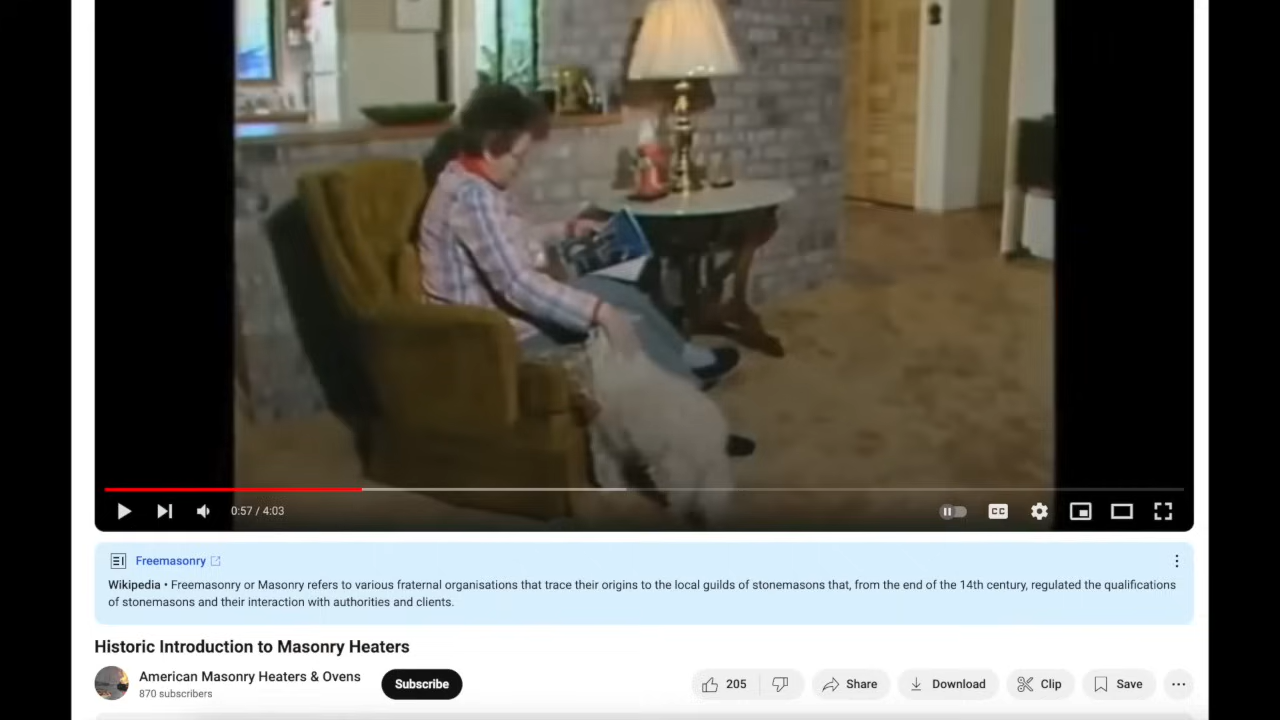 0:57 / 4:03
CC
Freemasonry
Wikipedia • Freemasonry or Masonry refers to various fraternal organisations that trace their origins to the local guilds of stonemasons that, from the end of the 14th century, regulated the qualifications
of stonemasons and their interaction with authorities and clients.
Historic Introduction to Masonry Heaters
American Masonry Heaters & Ovens
870 subscribers
Subscribe
205
Share
Download
Clip
Save